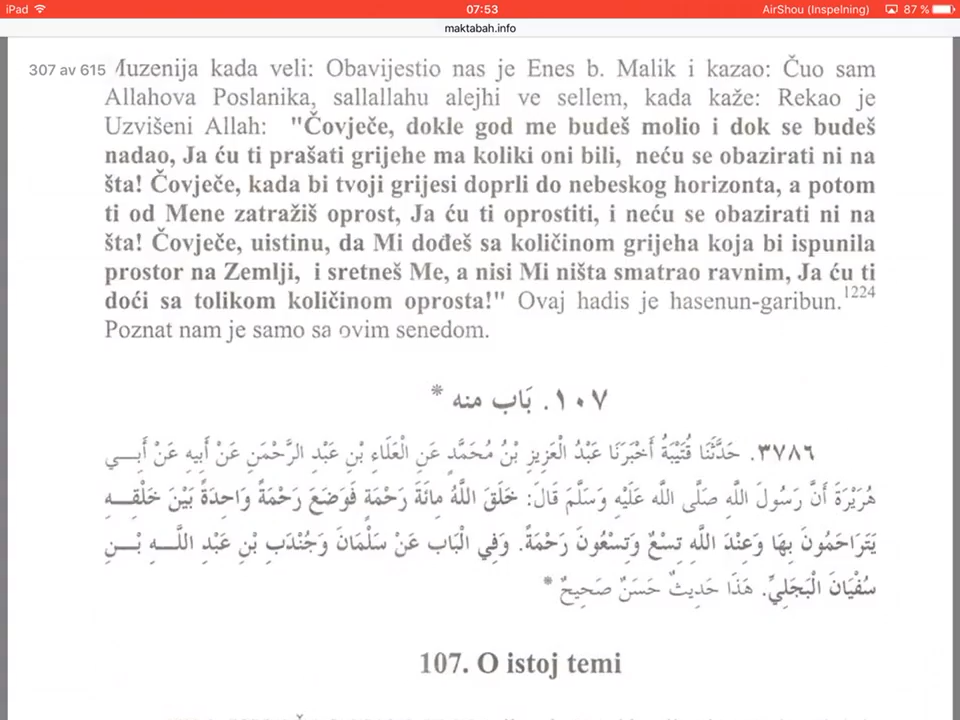 iPad 07:53 AirShou (Inspelning) 87 %
maktabah.info
307 av 615
Muzenija kada veli: Obavijestio nas je Enes b. Malik i kazao: Čuo sam
Allahova Poslanika, sallallahu alejhi ve sellem, kada kaže: Rekao je
Uzvišeni Allah: "Čovječe, dokle god me budeš molio i dok se budeš
nadao, Ja ću ti prašati grijehe ma koliki oni bili, neću se obazirati ni na
šta! Čovječe, kada bi tvoji grijesi doprli do nebeskog horizonta, a potom
ti od Mene zatražiš oprost, Ja ću ti oprostiti, i neću se obazirati ni na
šta! Čovječe, uistinu, da Mi dođeš sa količinom grijeha koja bi ispunila
prostor na Zemlji, i sretneš Me, a nisi Mi ništa smatrao ravnim, Ja ću ti
doći sa tolikom količinom oprosta!" Ovaj hadis je hasenun-garibun.1224
Poznat nam je samo sa ovim senedom.
١٠٧. بَاب منه *
٣٧٨٦. حَدَّثَنَا قُتَيْبَةُ أَخْبَرَنَا عَبْدُ الْعَزِيزِ بْنُ مُحَمَّدٍ عَنِ الْعَلَاءِ بْنِ عَبْدِ الرَّحْمَنِ عَنْ أَبِيهِ عَنْ أَبِـــي
هُرَيْرَةَ أَنَّ رَسُولَ اللَّهِ صَلَّى اللَّه عَلَيْهِ وَسَلَّمَ قَالَ: خَلَقَ اللَّهُ مِائَةَ رَحْمَةٍ فَوَضَعَ رَحْمَةً وَاحِدَةً بَيْنَ خَلْقِــهِ
يَتَرَاحَمُونَ بِهَا وَعِنْدَ اللَّهِ تِسْعٌ وَتِسْعُونَ رَحْمَةً. وَفِي الْبَاب عَنْ سَلْمَانَ وَجُنْدَبِ بْنِ عَبْدِ اللَّــهِ بْــنِ
سُفْيَانَ الْبَجَلِيِّ. هَذَا حَدِيثٌ حَسَنٌ صَحِيحٌ *
107. O istoj temi